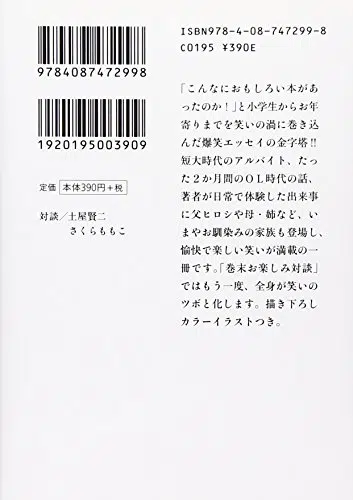 ISBN978-4-08-747299-8
C0195 ¥390E
9784087472998
1920195003909
定価 本体390円+税
対談/土屋賢二
さくらももこ
「こんなにおもしろい本があ
ったのか!」と小学生からお年
寄りまでを笑いの渦に巻き込
んだ爆笑エッセイの金字塔!!
短大時代のアルバイト、たっ
た2か月間のOL時代の話、
著者が日常で体験した出来事
に父ヒロシや母・姉など、い
まやお馴染みの家族も登場し、
愉快で楽しい笑いが満載の一
冊です。「巻末お楽しみ対談」
ではもう一度、全身が笑いの
ツボと化します。描き下ろし
カラーイラストつき。